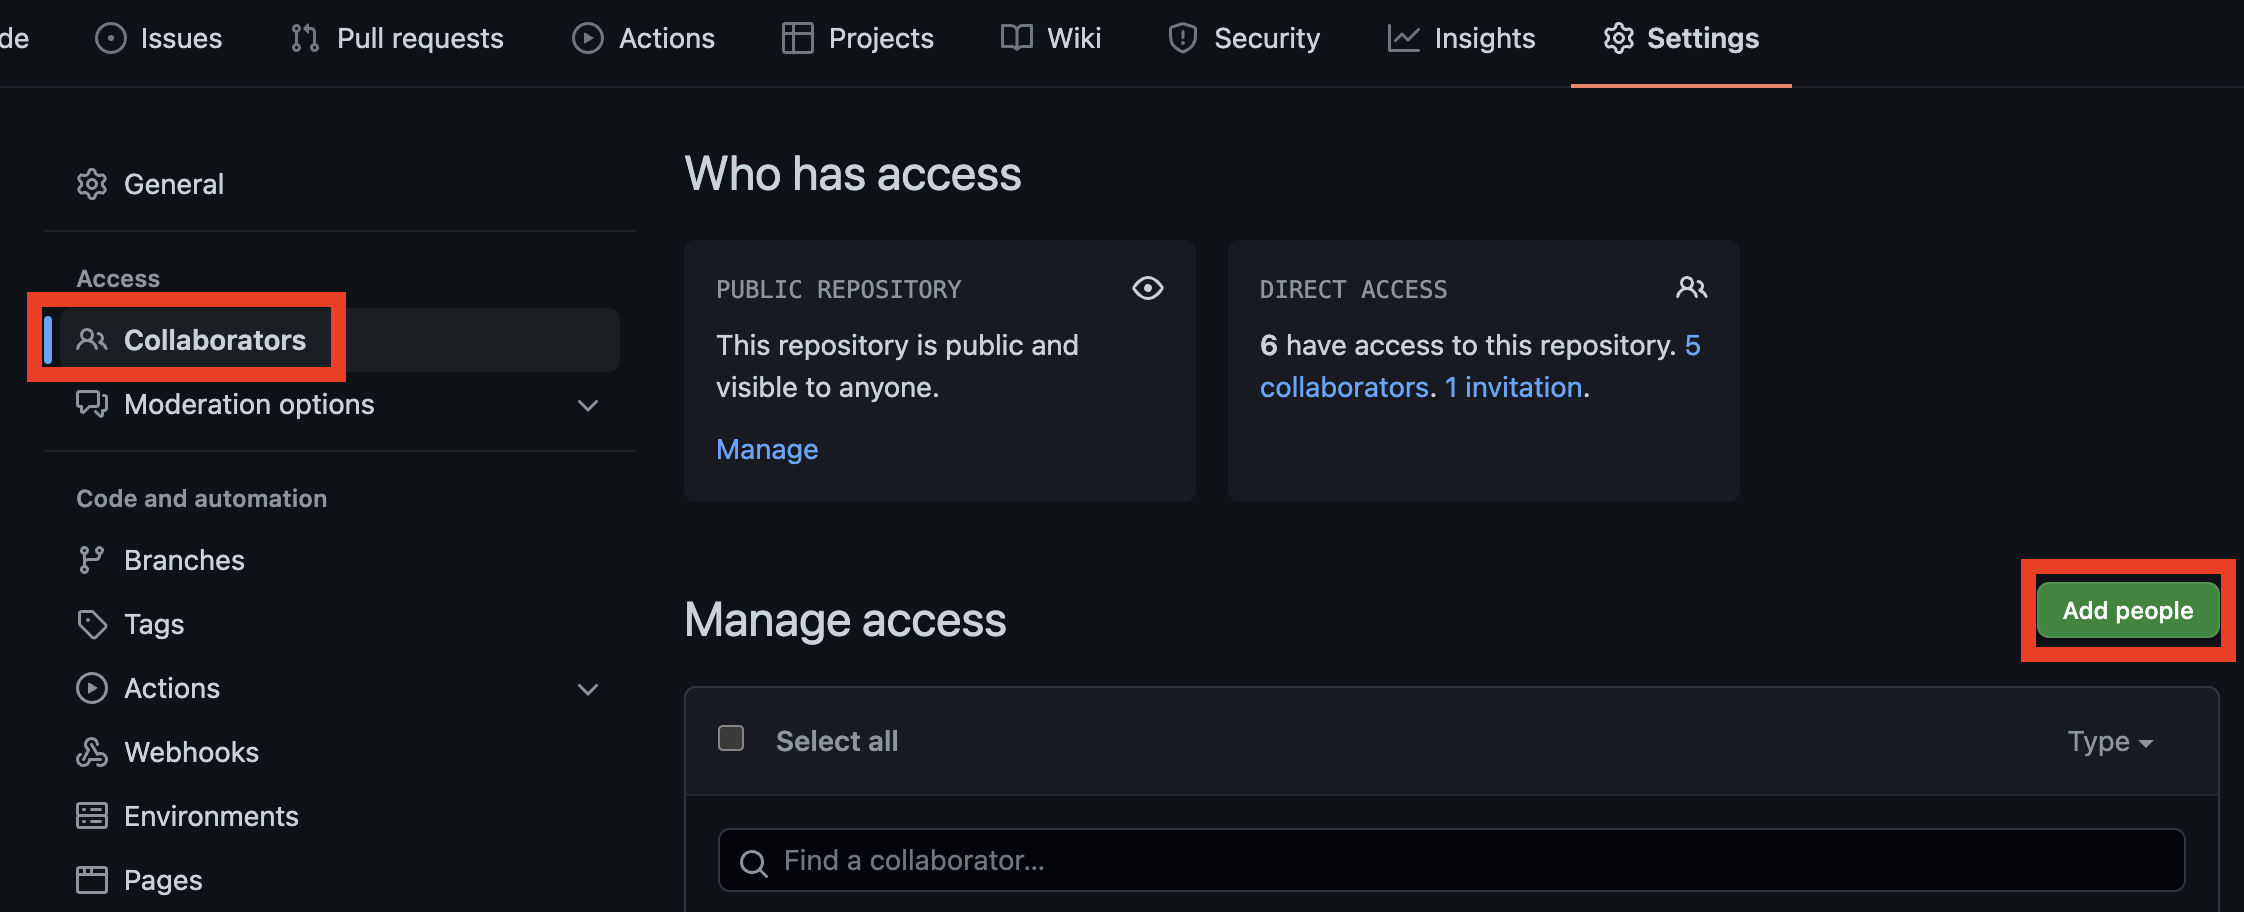 de Issues Pull requests Actions Projects Wiki Security Insights Settings
General
Access
Collaborators
Moderation options
Code and automation
Branches
Tags
Actions
Webhooks
Environments
Pages
Who has access
PUBLIC REPOSITORY
This repository is public and
visible to anyone.
Manage
DIRECT ACCESS
6 have access to this repository. 5
collaborators. 1 invitation.
Manage access
Add people
Select all
Type
Find a collaborator...